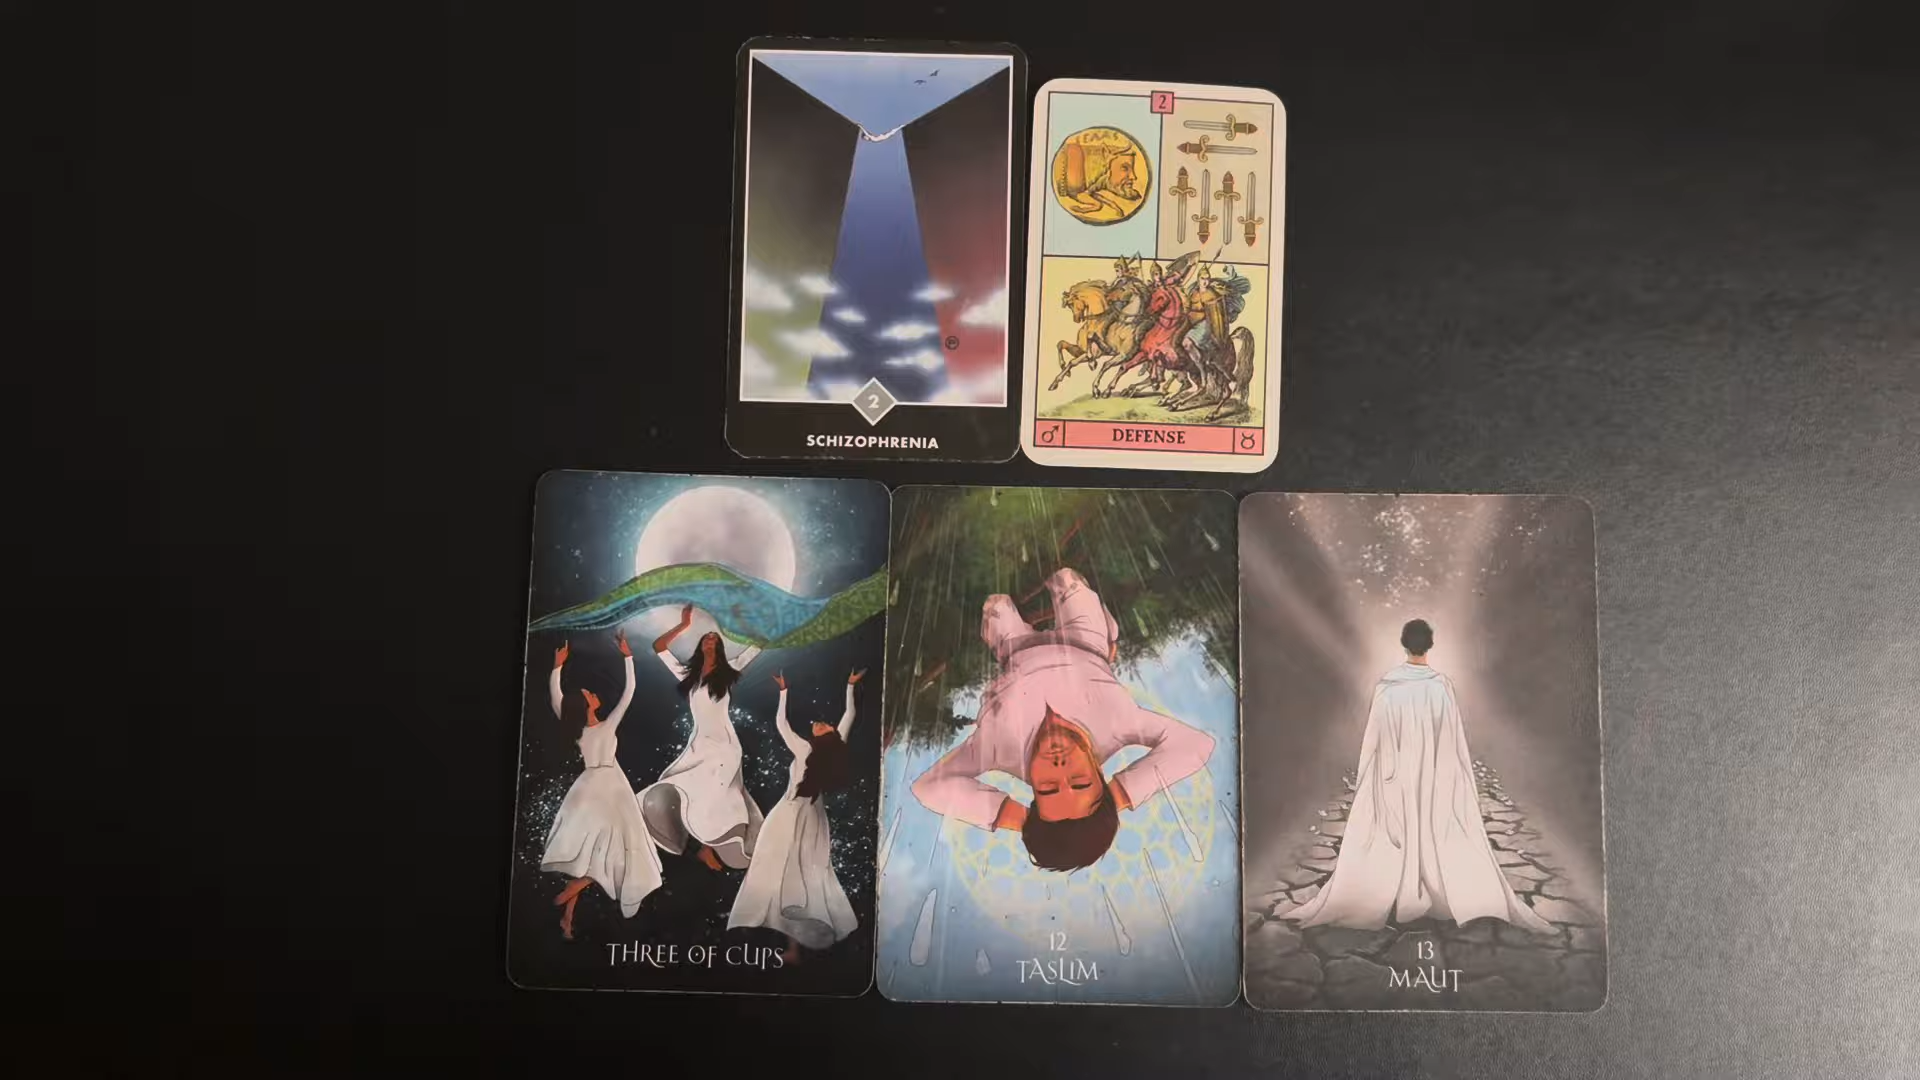 2
SCHIZOPHRENIA
2
DEFENSE
THREE OF CUPS
12
TASLIM
13
MAUT